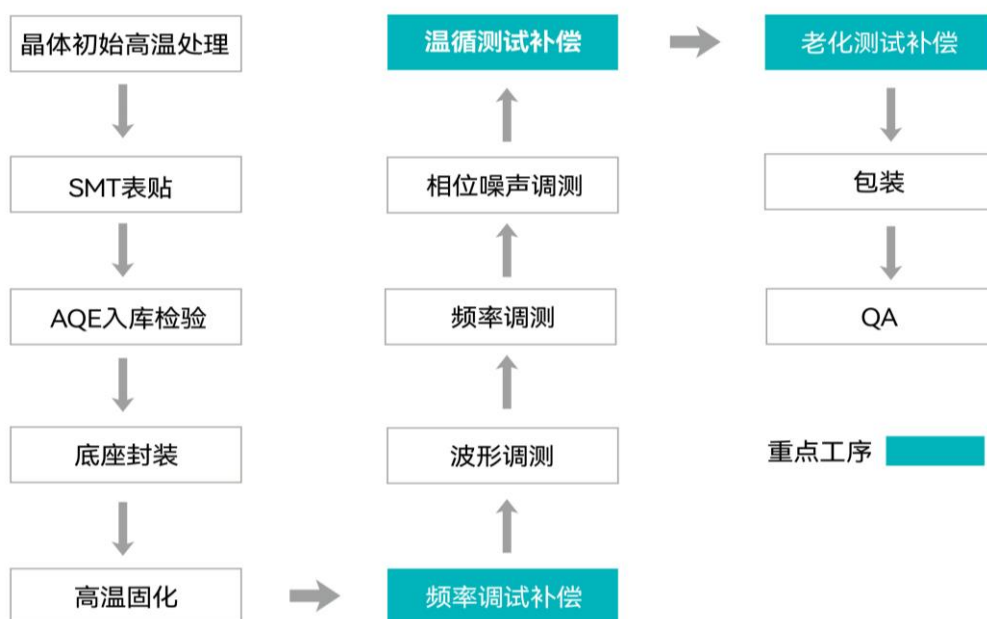 晶体初始高温处理
SMT表贴
AQE入库检验
底座封装
高温固化
频率调试补偿
波形调测
频率调测
相位噪声调测
温循测试补偿
老化测试补偿
包装
QA
重点工序